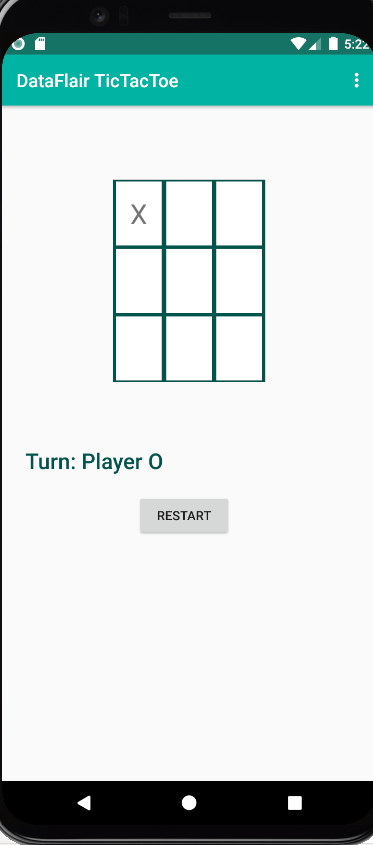 5:22
DataFlair TicTacToe
X
Turn: Player O
RESTART